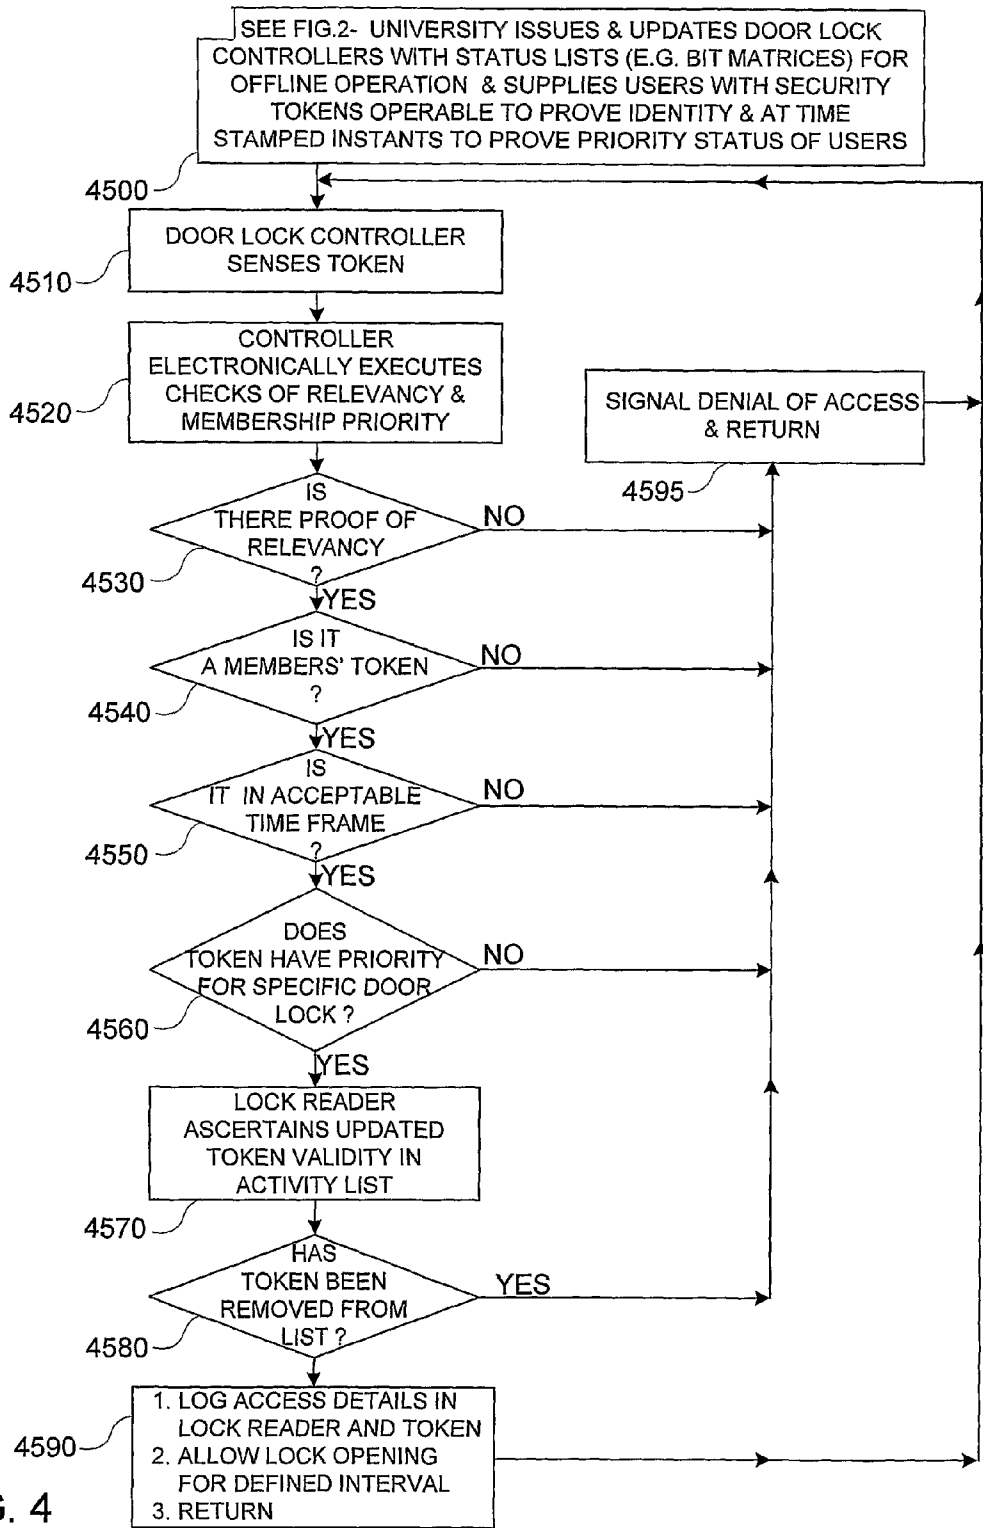 SEE FIG.2- UNIVERSITY ISSUES & UPDATES DOOR LOCK
CONTROLLERS WITH STATUS LISTS (E.G. BIT MATRICES) FOR
OFFLINE OPERATION & SUPPLIES USERS WITH SECURITY
TOKENS OPERABLE TO PROVE IDENTITY & AT TIME
STAMPED INSTANTS TO PROVE PRIORITY STATUS OF USERS
4500
DOOR LOCK CONTROLLER
SENSES TOKEN
4510
CONTROLLER
ELECTRONICALLY EXECUTES
CHECKS OF RELEVANCY &
MEMBERSHIP PRIORITY
4520
SIGNAL DENIAL OF ACCESS
& RETURN
4595
IS
THERE PROOF OF
RELEVANCY
?
NO
4530
YES
IS IT
A MEMBERS' TOKEN
?
NO
4540
YES
IS
IT IN ACCEPTABLE
TIME FRAME
?
NO
4550
YES
DOES
TOKEN HAVE PRIORITY
FOR SPECIFIC DOOR
LOCK ?
NO
4560
YES
LOCK READER
ASCERTAINS UPDATED
TOKEN VALIDITY IN
ACTIVITY LIST
4570
HAS
TOKEN BEEN
REMOVED FROM
LIST ?
YES
4580
1. LOG ACCESS DETAILS IN
LOCK READER AND TOKEN
2. ALLOW LOCK OPENING
FOR DEFINED INTERVAL
3. RETURN
4590
G. 4